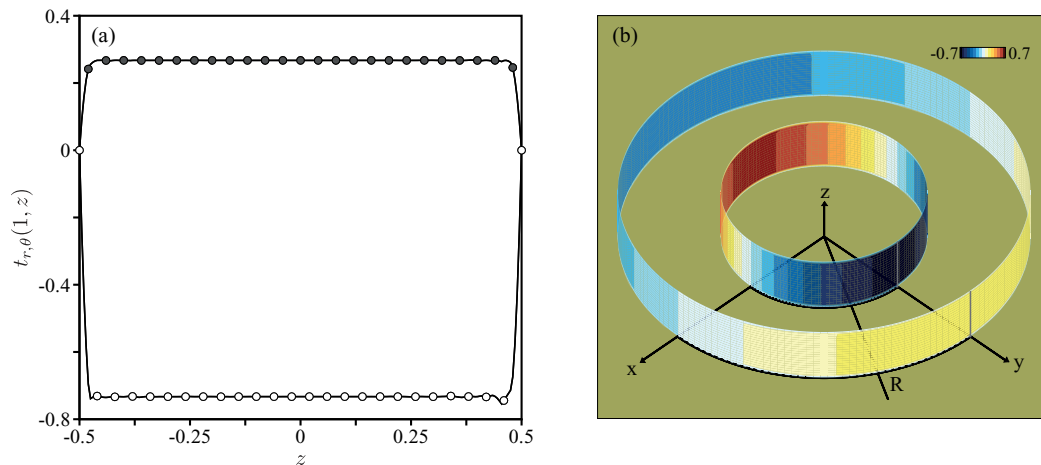 (a)
0.4
0
-0.4
-0.8
t_{r,θ}(1, z)
-0.5
-0.25
0
0.25
0.5
z
(b)
-0.7 0.7
z
x
y
R